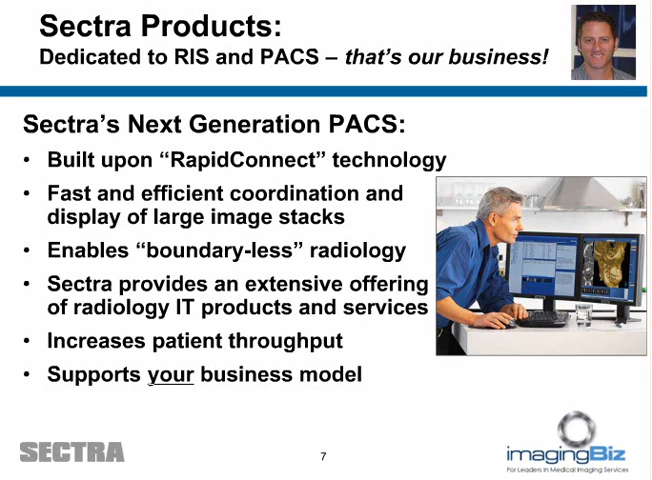 Sectra Products:
Dedicated to RIS and PACS – that's our business!
Sectra's Next Generation PACS:
• Built upon “RapidConnect” technology
• Fast and efficient coordination and
display of large image stacks
• Enables “boundary-less” radiology
• Sectra provides an extensive offering
of radiology IT products and services
• Increases patient throughput
• Supports your business model
SECTRA
7
imagingBiz
For Leaders in Medical Imaging Services